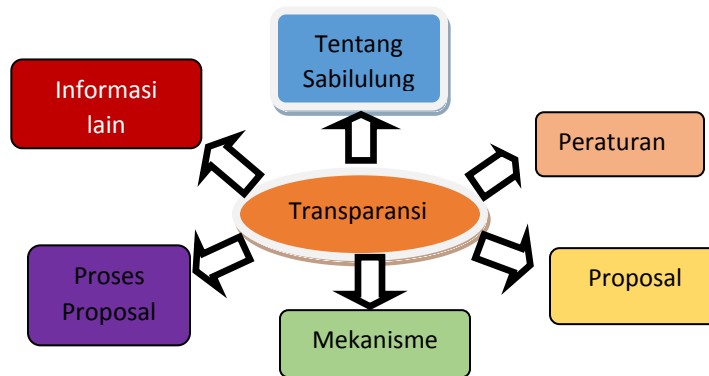 Tentang
Sabilulung
Informasi
lain
Peraturan
Transparansi
Proses
Proposal
Proposal
Mekanisme